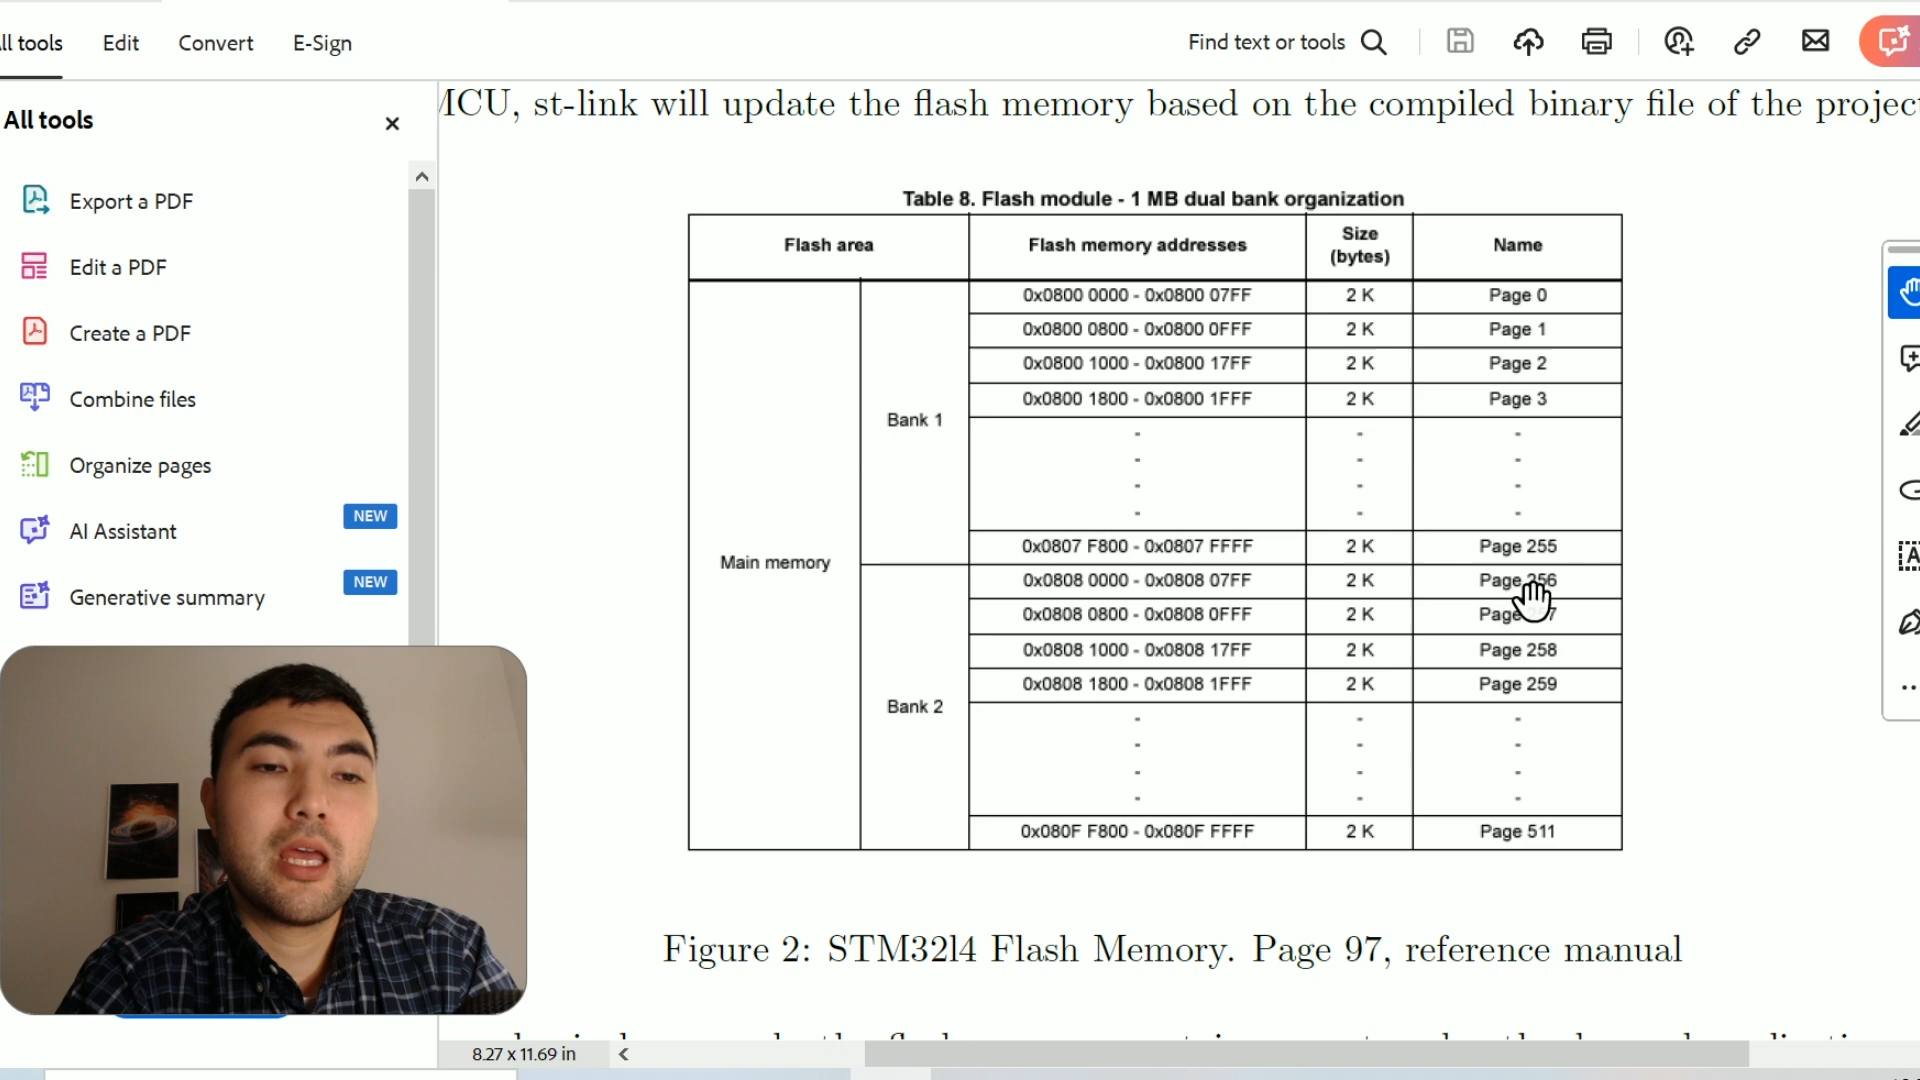 ll tools Edit Convert E-Sign Find text or tools
MCU, st-link will update the flash memory based on the compiled binary file of the projec
All tools
Export a PDF
Edit a PDF
Create a PDF
Combine files
Organize pages
AI Assistant NEW
Generative summary NEW
Table 8. Flash module - 1 MB dual bank organization
Flash area Flash memory addresses Size (bytes) Name
Main memory
Bank 1
0x0800 0000 - 0x0800 07FF 2 K Page 0
0x0800 0800 - 0x0800 0FFF 2 K Page 1
0x0800 1000 - 0x0800 17FF 2 K Page 2
0x0800 1800 - 0x0800 1FFF 2 K Page 3
- - -
- - -
- - -
- - -
0x0807 F800 - 0x0807 FFFF 2 K Page 255
Bank 2
0x0808 0000 - 0x0808 07FF 2 K Page 256
0x0808 0800 - 0x0808 0FFF 2 K Page 257
0x0808 1000 - 0x0808 17FF 2 K Page 258
0x0808 1800 - 0x0808 1FFF 2 K Page 259
- - -
- - -
- - -
- - -
0x080F F800 - 0x080F FFFF 2 K Page 511
Figure 2: STM32l4 Flash Memory. Page 97, reference manual
8.27 x 11.69 in